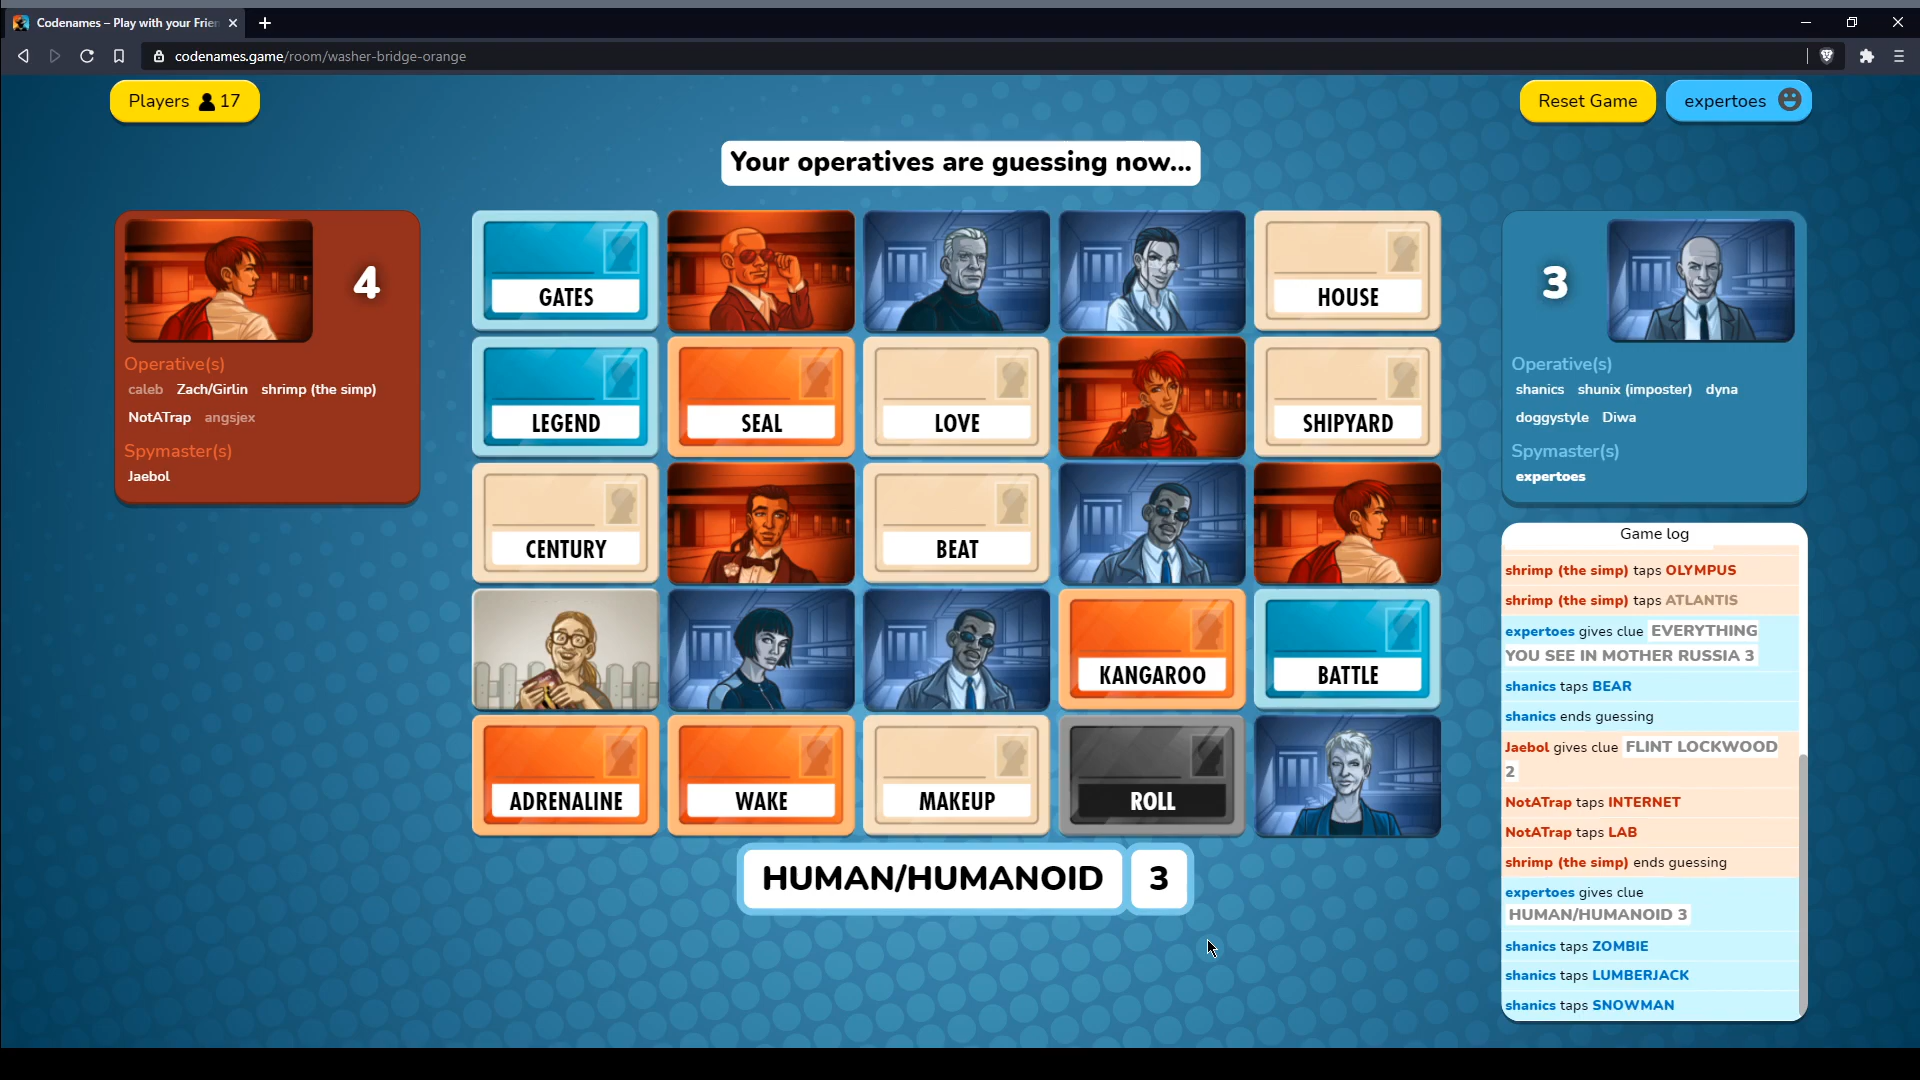 Codenames – Play with your Frien
codenames.game/room/washer-bridge-orange
Players 17
Reset Game
expertoes
Your operatives are guessing now...
4
Operative(s)
caleb Zach/Girlin shrimp (the simp)
NotATrap angsjex
Spymaster(s)
Jaebol
GATES
HOUSE
LEGEND
SEAL
LOVE
SHIPYARD
CENTURY
BEAT
KANGAROO
BATTLE
ADRENALINE
WAKE
MAKEUP
ROLL
HUMAN/HUMANOID 3
3
Operative(s)
shanics shunix (imposter) dyna
doggystyle Diwa
Spymaster(s)
expertoes
Game log
shrimp (the simp) taps OLYMPUS
shrimp (the simp) taps ATLANTIS
expertoes gives clue EVERYTHING
YOU SEE IN MOTHER RUSSIA 3
shanics taps BEAR
shanics ends guessing
Jaebol gives clue FLINT LOCKWOOD
2
NotATrap taps INTERNET
NotATrap taps LAB
shrimp (the simp) ends guessing
expertoes gives clue
HUMAN/HUMANOID 3
shanics taps ZOMBIE
shanics taps LUMBERJACK
shanics taps SNOWMAN